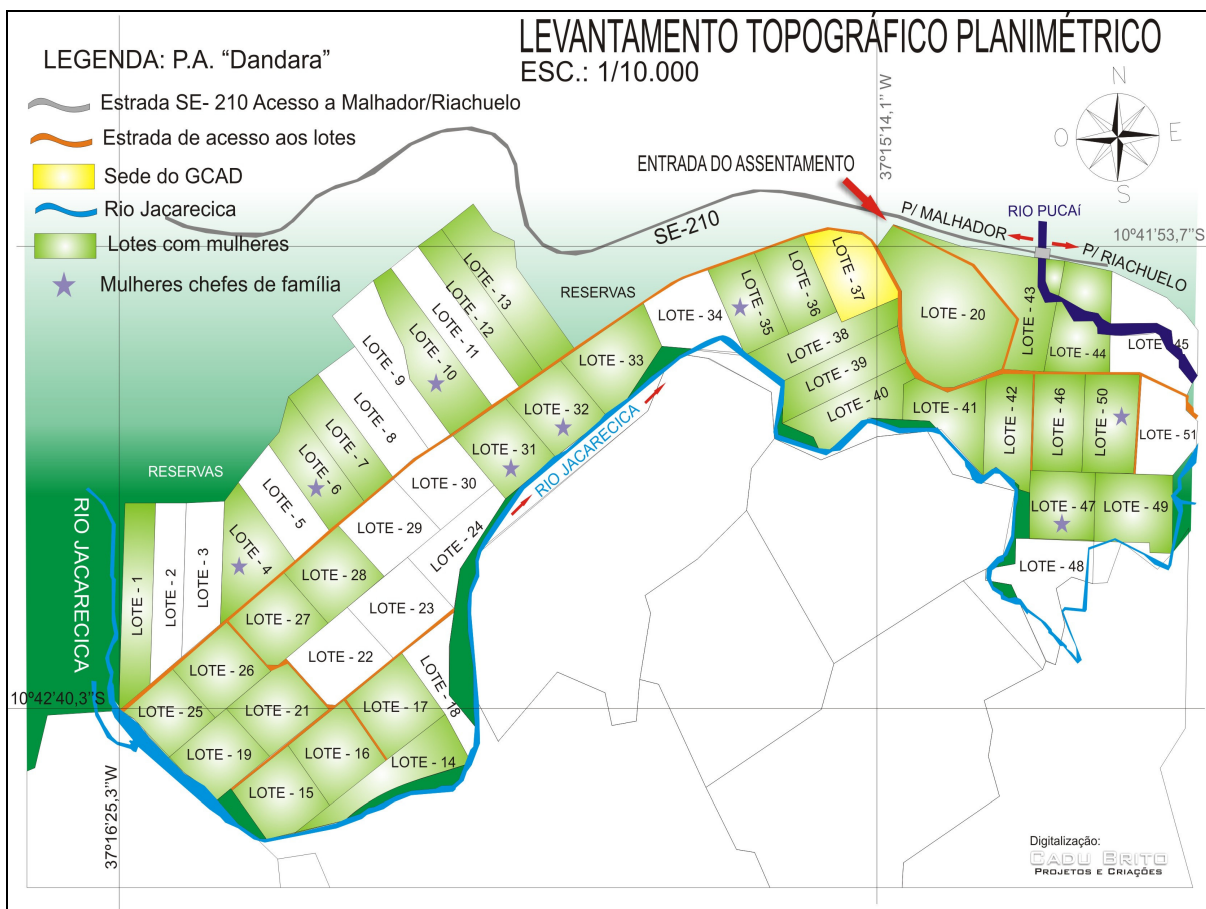 LEVANTAMENTO TOPOGRÁFICO PLANIMÉTRICO
ESC.: 1/10.000
LEGENDA: P.A. “Dandara”
Estrada SE- 210 Acesso a Malhador/Riachuelo
Estrada de acesso aos lotes
Sede do GCAD
Rio Jacarecica
Lotes com mulheres
Mulheres chefes de família
N
O
E
S
37º15’14,1’’ W
ENTRADA DO ASSENTAMENTO
P/ MALHADOR
RIO PUCAÍ
P/ RIACHUELO
10º41’53,7’’S
SE-210
RESERVAS
LOTE - 13
LOTE - 12
LOTE - 11
LOTE - 10
LOTE - 9
LOTE - 8
LOTE - 7
LOTE - 6
LOTE - 5
LOTE - 4
LOTE - 3
LOTE - 2
LOTE - 1
RESERVAS
RIO JACARECICA
LOTE - 37
LOTE - 36
LOTE - 35
LOTE - 34
LOTE - 33
LOTE - 32
LOTE - 31
LOTE - 30
LOTE - 29
LOTE - 28
LOTE - 27
LOTE - 26
LOTE - 25
LOTE - 38
LOTE - 39
LOTE - 40
LOTE - 20
LOTE - 43
LOTE - 44
LOTE - 45
LOTE - 41
LOTE - 42
LOTE - 46
LOTE - 50
LOTE - 51
LOTE - 47
LOTE - 49
LOTE - 48
RIO JACARECICA
LOTE - 24
LOTE - 23
LOTE - 22
LOTE - 21
LOTE - 19
LOTE - 18
LOTE - 17
LOTE - 16
LOTE - 15
LOTE - 14
10º42’40,3’’S
37º16’25,3’’W
Digitalização:
CADU BRITO
PROJETOS E CRIAÇÕES